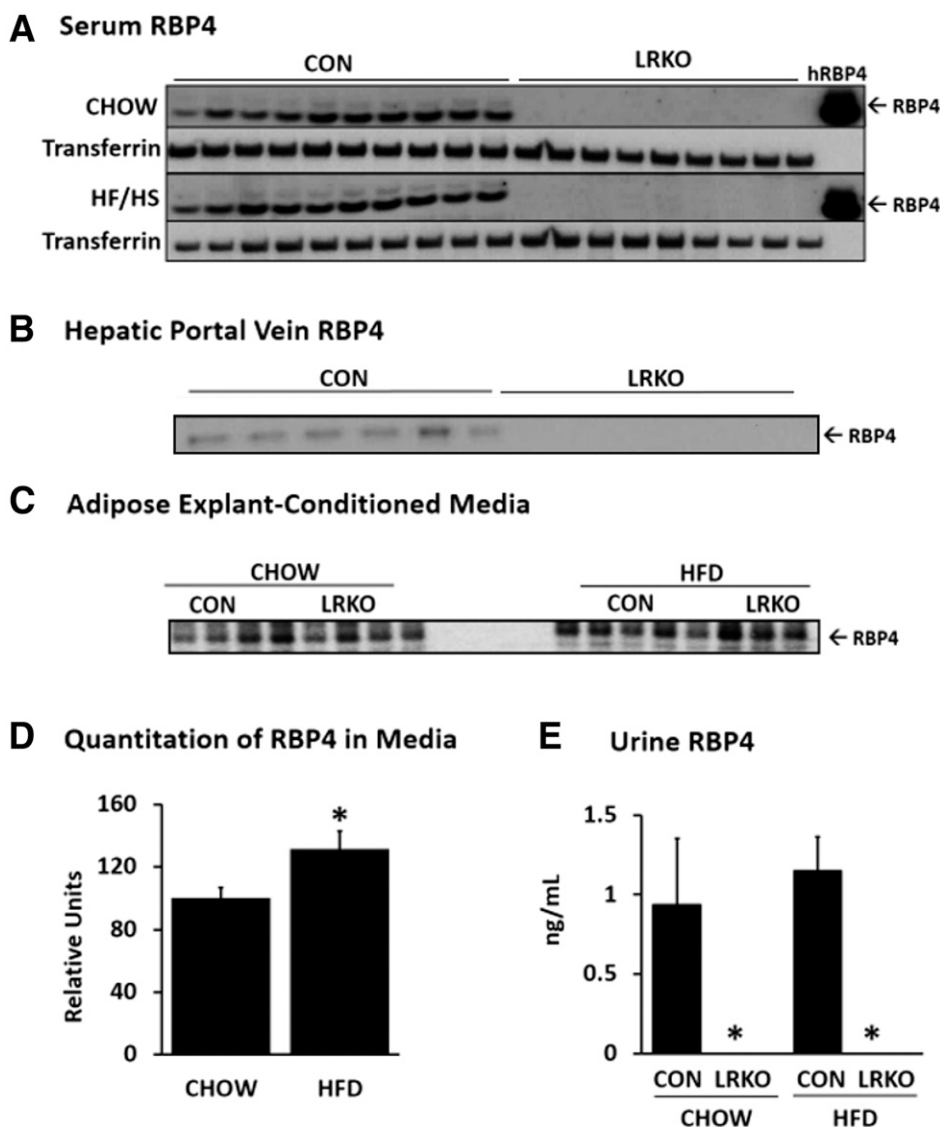 A Serum RBP4
CON LRKO hRBP4
CHOW ← RBP4
Transferrin
HF/HS ← RBP4
Transferrin
B Hepatic Portal Vein RBP4
CON LRKO
← RBP4
C Adipose Explant-Conditioned Media
CHOW HFD
CON LRKO CON LRKO
← RBP4
D Quantitation of RBP4 in Media
160
120
80
40
0
Relative Units
*
CHOW HFD
E Urine RBP4
1.5
1
0.5
0
ng/mL
* *
CON LRKO CON LRKO
CHOW HFD